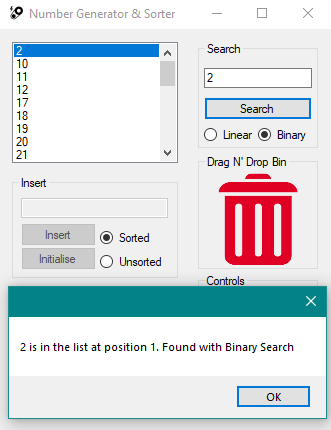 Number Generator & Sorter
2
10
11
12
17
18
19
20
21
Search
2
Search
Linear
Binary
Drag N' Drop Bin
Insert
Insert
Sorted
Initialise
Unsorted
Controls
2 is in the list at position 1. Found with Binary Search
OK